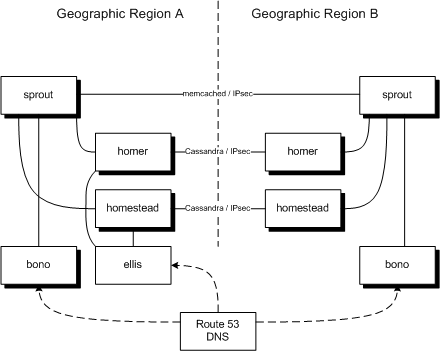 Geographic Region A
Geographic Region B
sprout
memcached / IPsec
sprout
homer
Cassandra / IPsec
homer
homestead
Cassandra / IPsec
homestead
bono
ellis
bono
Route 53
DNS